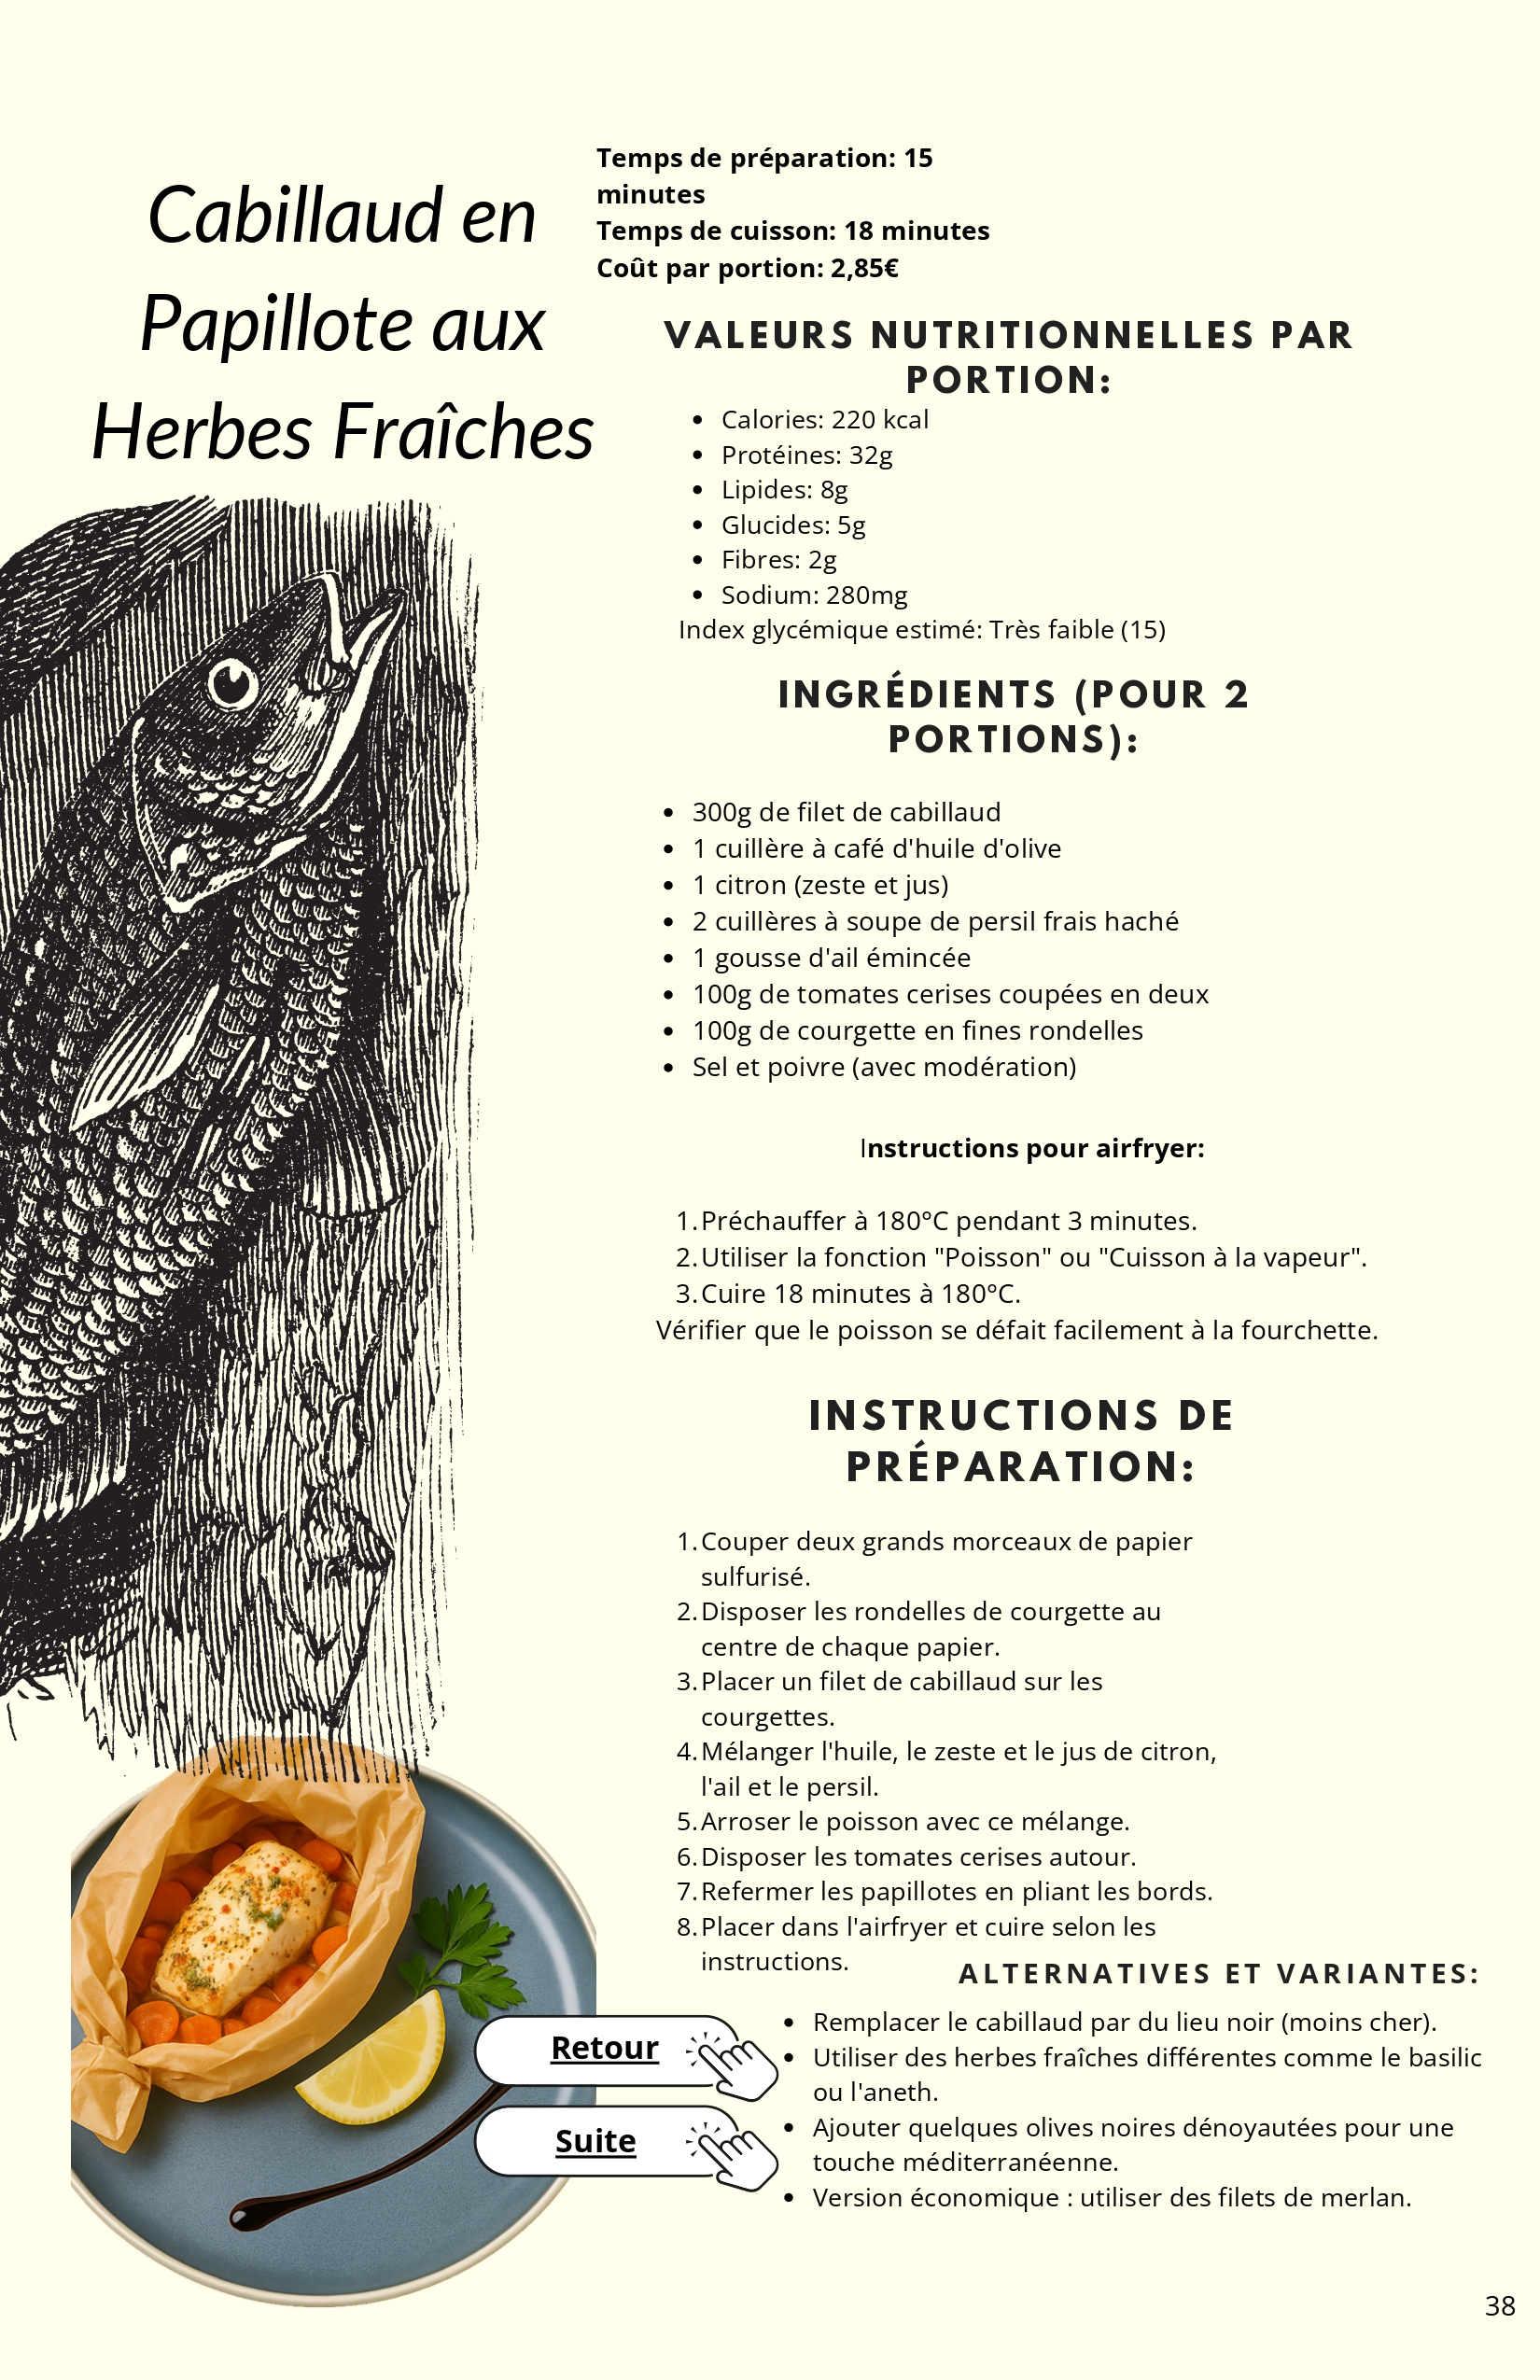 Cabillaud en
Papillote aux
Herbes Fraîches
Temps de préparation: 15
minutes
Temps de cuisson: 18 minutes
Coût par portion: 2,85€
VALEURS NUTRITIONNELLES PAR
PORTION:
• Calories: 220 kcal
• Protéines: 32g
• Lipides: 8g
• Glucides: 5g
• Fibres: 2g
• Sodium: 280mg
Index glycémique estimé: Très faible (15)
INGRÉDIENTS (POUR 2
PORTIONS):
• 300g de filet de cabillaud
• 1 cuillère à café d'huile d'olive
• 1 citron (zeste et jus)
• 2 cuillères à soupe de persil frais haché
• 1 gousse d'ail émincée
• 100g de tomates cerises coupées en deux
• 100g de courgette en fines rondelles
• Sel et poivre (avec modération)
Instructions pour airfryer:
1. Préchauffer à 180°C pendant 3 minutes.
2. Utiliser la fonction "Poisson" ou "Cuisson à la vapeur".
3. Cuire 18 minutes à 180°C.
Vérifier que le poisson se défait facilement à la fourchette.
INSTRUCTIONS DE
PRÉPARATION:
1. Couper deux grands morceaux de papier
sulfurisé.
2. Disposer les rondelles de courgette au
centre de chaque papier.
3. Placer un filet de cabillaud sur les
courgettes.
4. Mélanger l'huile, le zeste et le jus de citron,
l'ail et le persil.
5. Arroser le poisson avec ce mélange.
6. Disposer les tomates cerises autour.
7. Refermer les papillotes en pliant les bords.
8. Placer dans l'airfryer et cuire selon les
instructions.
ALTERNATIVES ET VARIANTES:
• Remplacer le cabillaud par du lieu noir (moins cher).
• Utiliser des herbes fraîches différentes comme le basilic
ou l'aneth.
• Ajouter quelques olives noires dénoyautées pour une
touche méditerranéenne.
• Version économique : utiliser des filets de merlan.
Retour
Suite
38